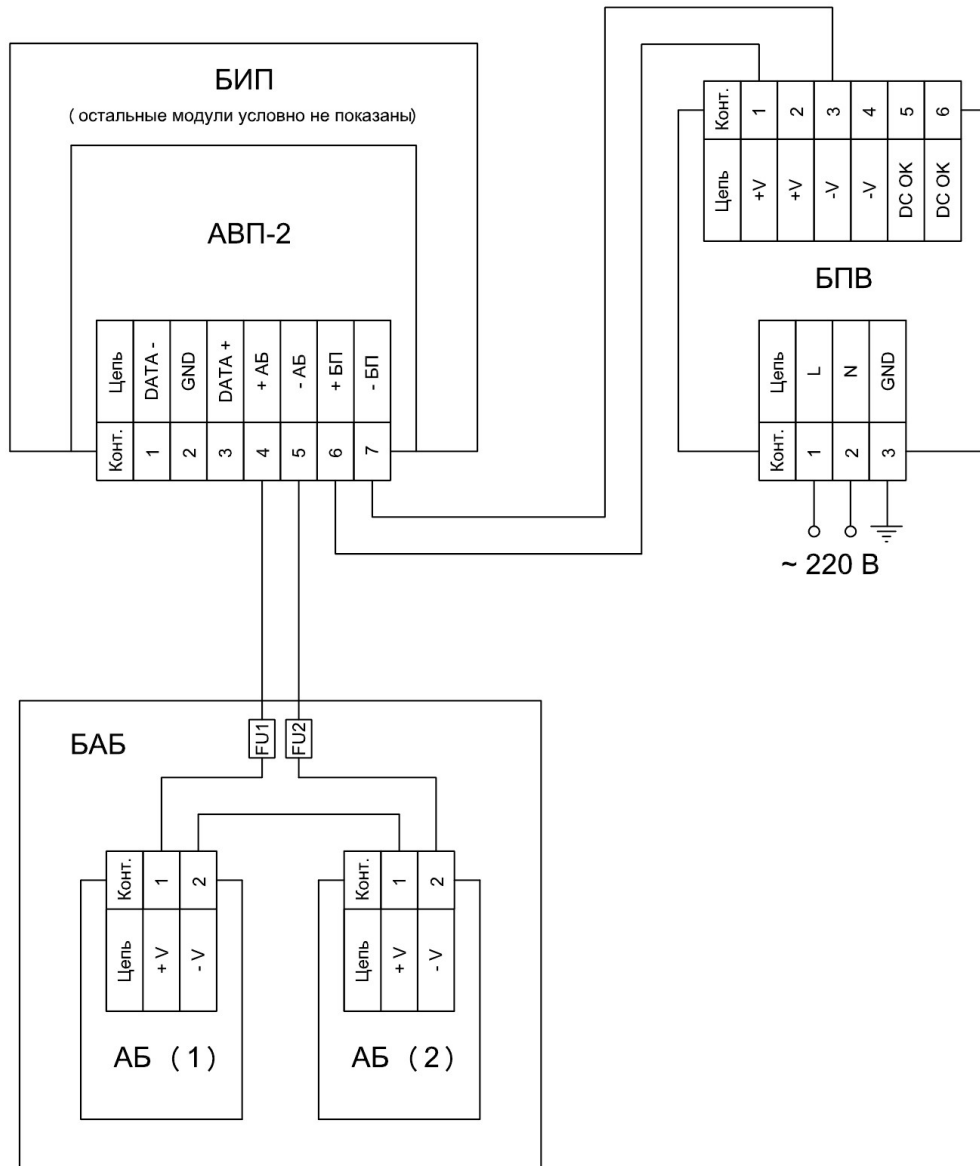 БИП
( остальные модули условно не показаны)
АВП-2
Цепь DATA - GND DATA + + АБ - АБ + БП - БП
Конт. 1 2 3 4 5 6 7
Конт. 1 2 3 4 5 6
Цепь +V +V -V -V DC OK DC OK
БПВ
Цепь L N GND
Конт. 1 2 3
~ 220 В
БАБ
FU1 FU2
Конт. 1 2
Цепь + V - V
АБ ( 1 )
Конт. 1 2
Цепь + V - V
АБ ( 2 )